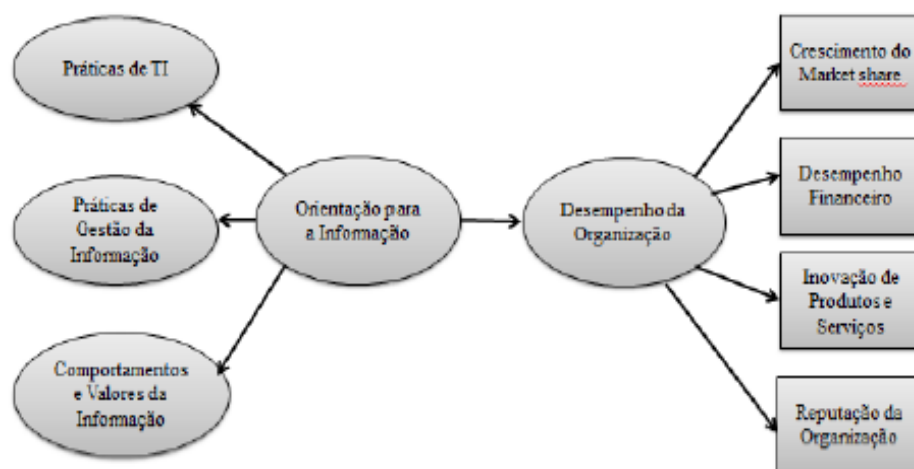 Práticas de TI
Práticas de
Gestão da
Informação
Comportamentos
e Valores da
Informação
Orientação para
a Informação
Desempenho da
Organização
Crescimento do
Market share
Desempenho
Financeiro
Inovação de
Produtos e
Serviços
Reputação da
Organização